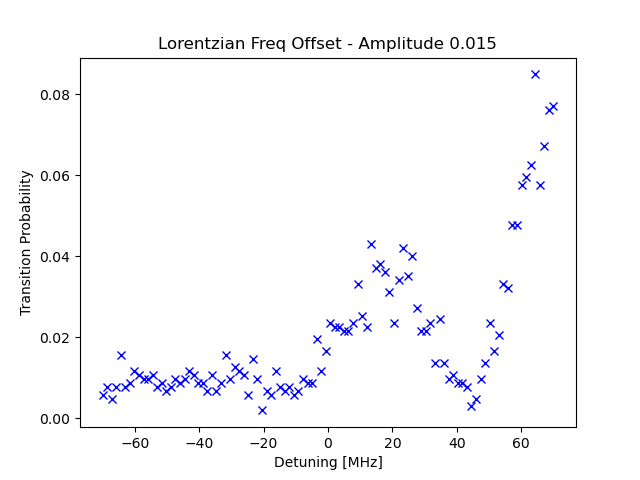 Lorentzian Freq Offset - Amplitude 0.015
Transition Probability
0.08
0.06
0.04
0.02
0.00
−60 −40 −20 0 20 40 60
Detuning [MHz]